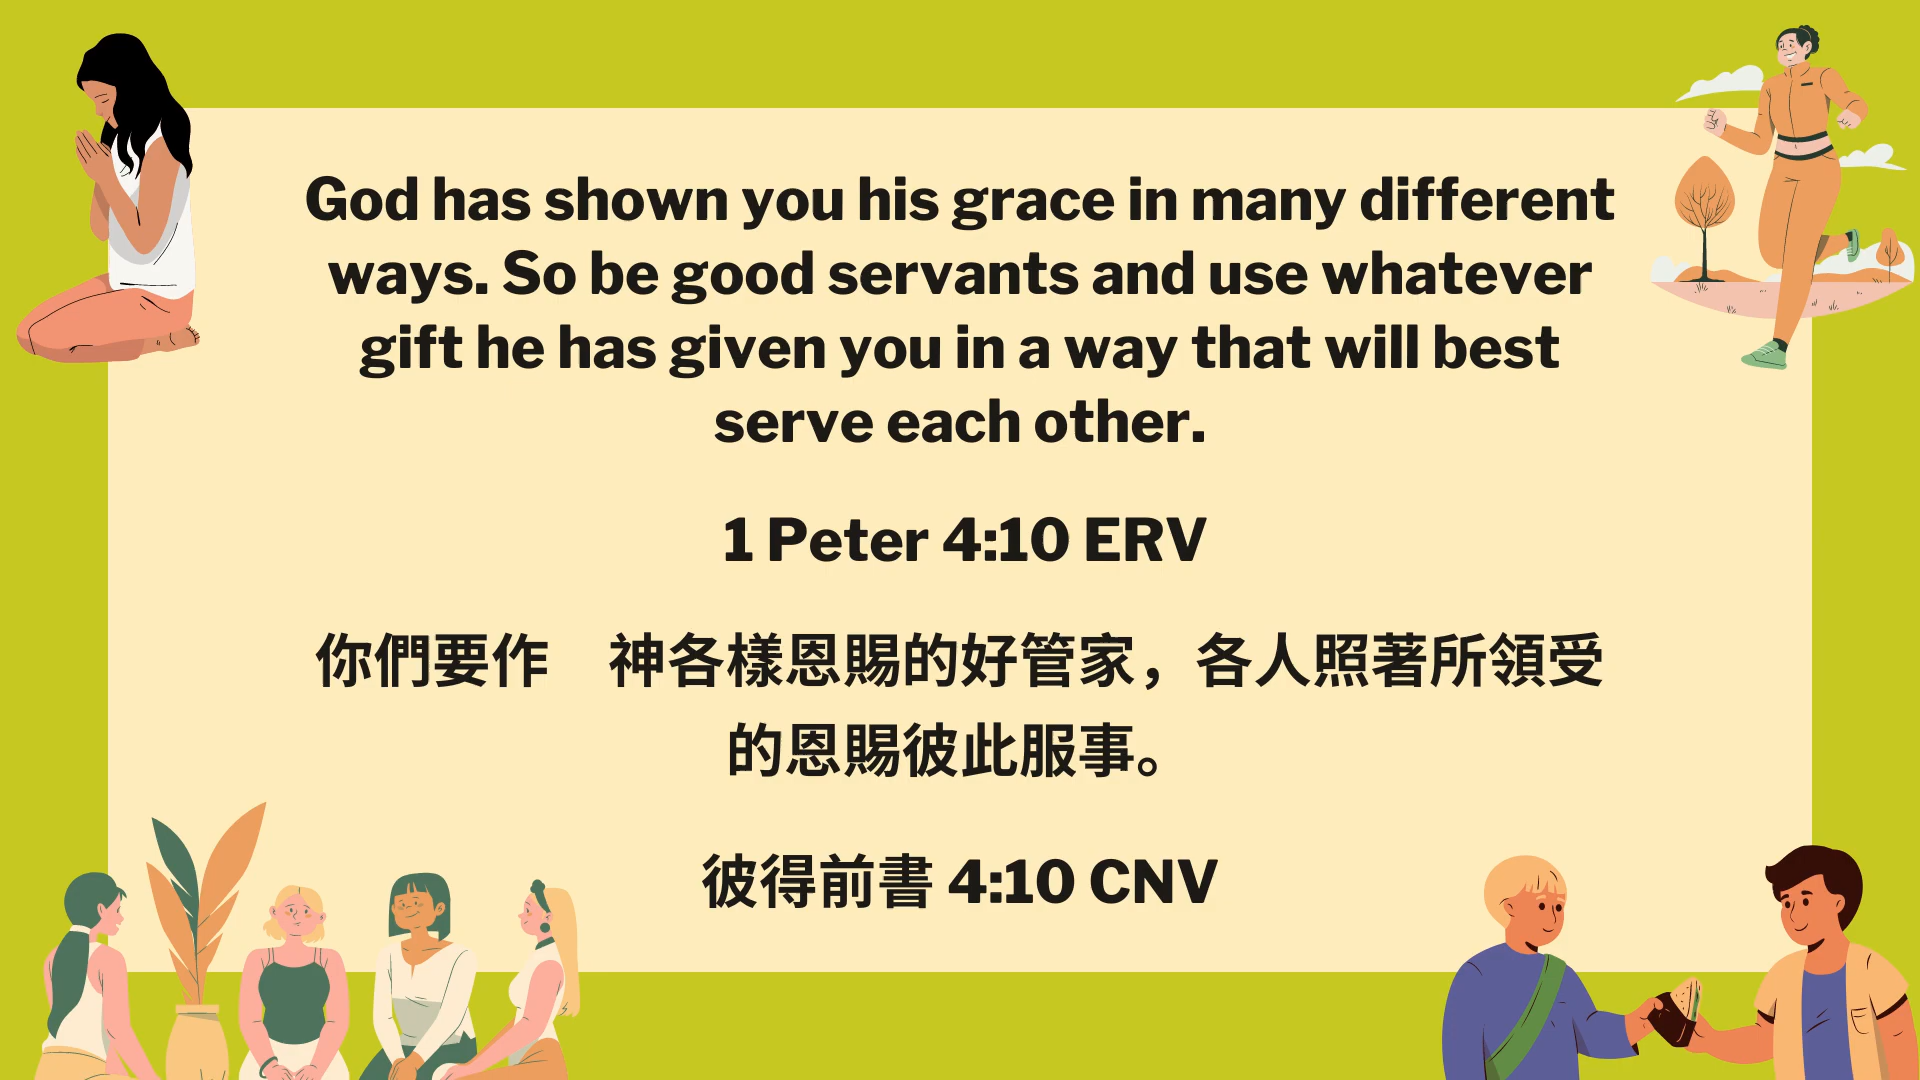 God has shown you his grace in many different
ways. So be good servants and use whatever
gift he has given you in a way that will best
serve each other.
1 Peter 4:10 ERV
你們要作　神各樣恩賜的好管家，各人照著所領受
的恩賜彼此服事。
彼得前書 4:10 CNV